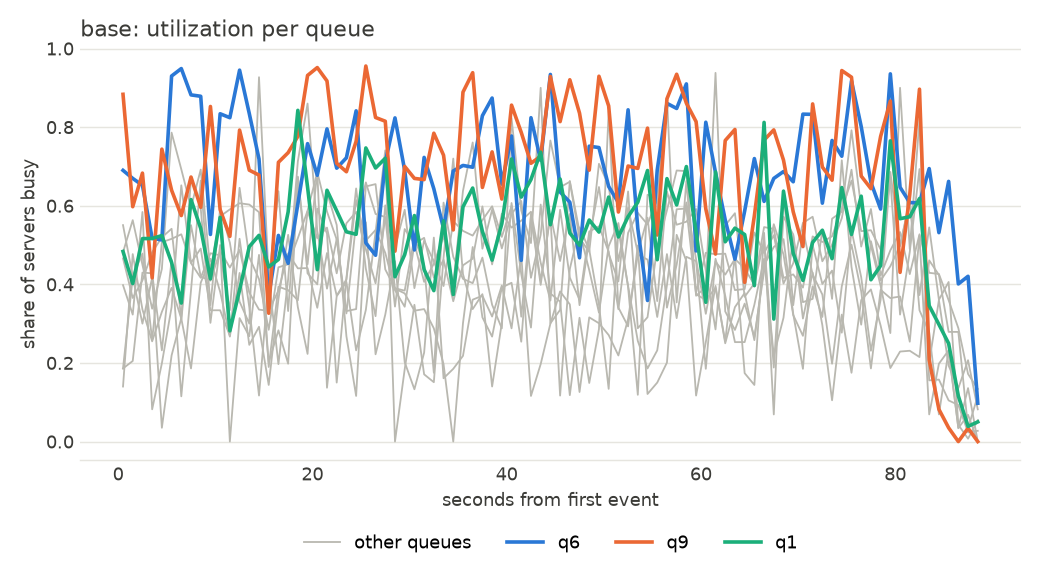 base: utilization per queue
1.0
0.8
0.6
0.4
0.2
0.0
share of servers busy
0
20
40
60
80
seconds from first event
other queues
q6
q9
q1